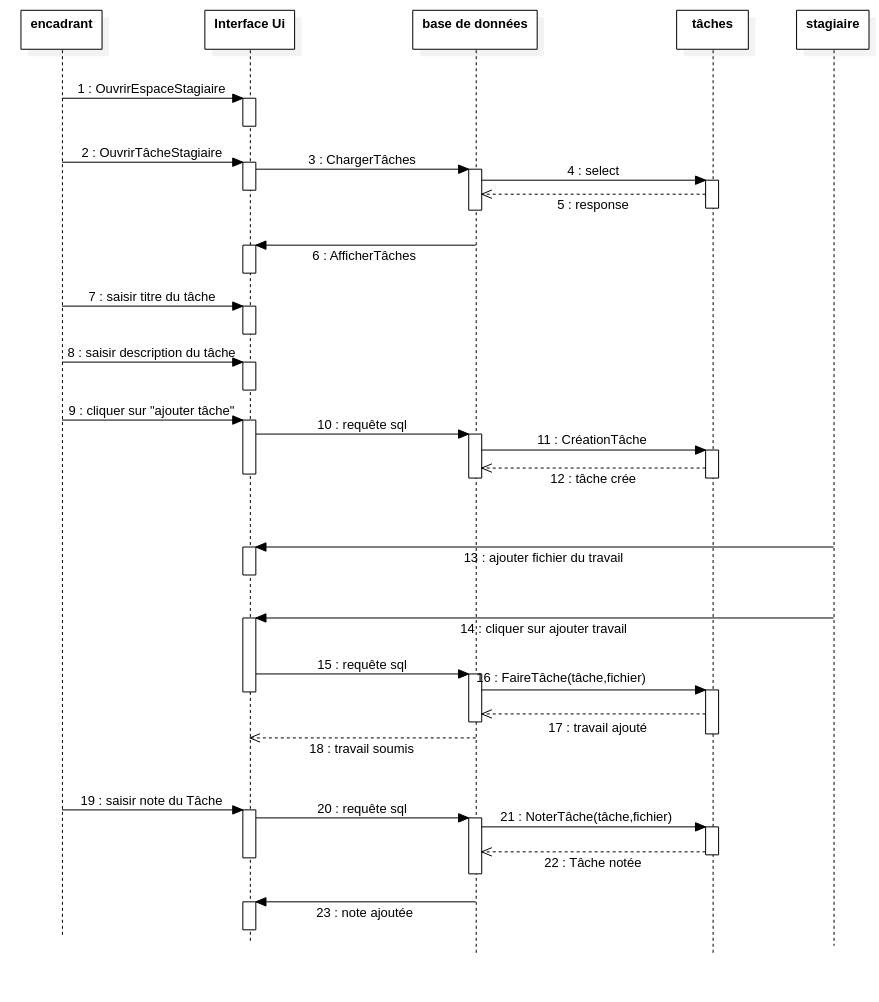 encadrant
Interface Ui
base de données
tâches
stagiaire
1 : OuvrirEspaceStagiaire
2 : OuvrirTâcheStagiaire
3 : ChargerTâches
4 : select
5 : response
6 : AfficherTâches
7 : saisir titre du tâche
8 : saisir description du tâche
9 : cliquer sur "ajouter tâche"
10 : requête sql
11 : CréationTâche
12 : tâche crée
13 : ajouter fichier du travail
14 : cliquer sur ajouter travail
15 : requête sql
16 : FaireTâche(tâche,fichier)
17 : travail ajouté
18 : travail soumis
19 : saisir note du Tâche
20 : requête sql
21 : NoterTâche(tâche,fichier)
22 : Tâche notée
23 : note ajoutée